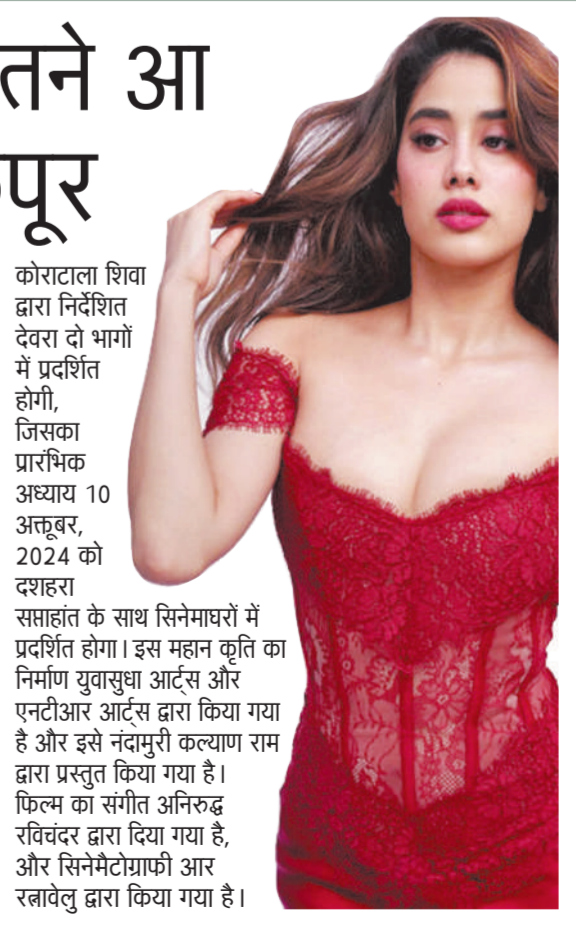 तने आ
पूर
कोराटाला शिवा
द्वारा निर्देशित
देवरा दो भागों
में प्रदर्शित
होगी,
जिसका
प्रारंभिक
अध्याय 10
अक्तूबर,
2024 को
दशहरा
सप्ताहांत के साथ सिनेमाघरों में
प्रदर्शित होगा। इस महान कृति का
निर्माण युवासुधा आर्ट्स और
एनटीआर आर्ट्स द्वारा किया गया
है और इसे नंदामुरी कल्याण राम
द्वारा प्रस्तुत किया गया है।
फिल्म का संगीत अनिरुद्ध
रविचंदर द्वारा दिया गया है,
और सिनेमैटोग्राफी आर
रत्नावेलु द्वारा किया गया है।